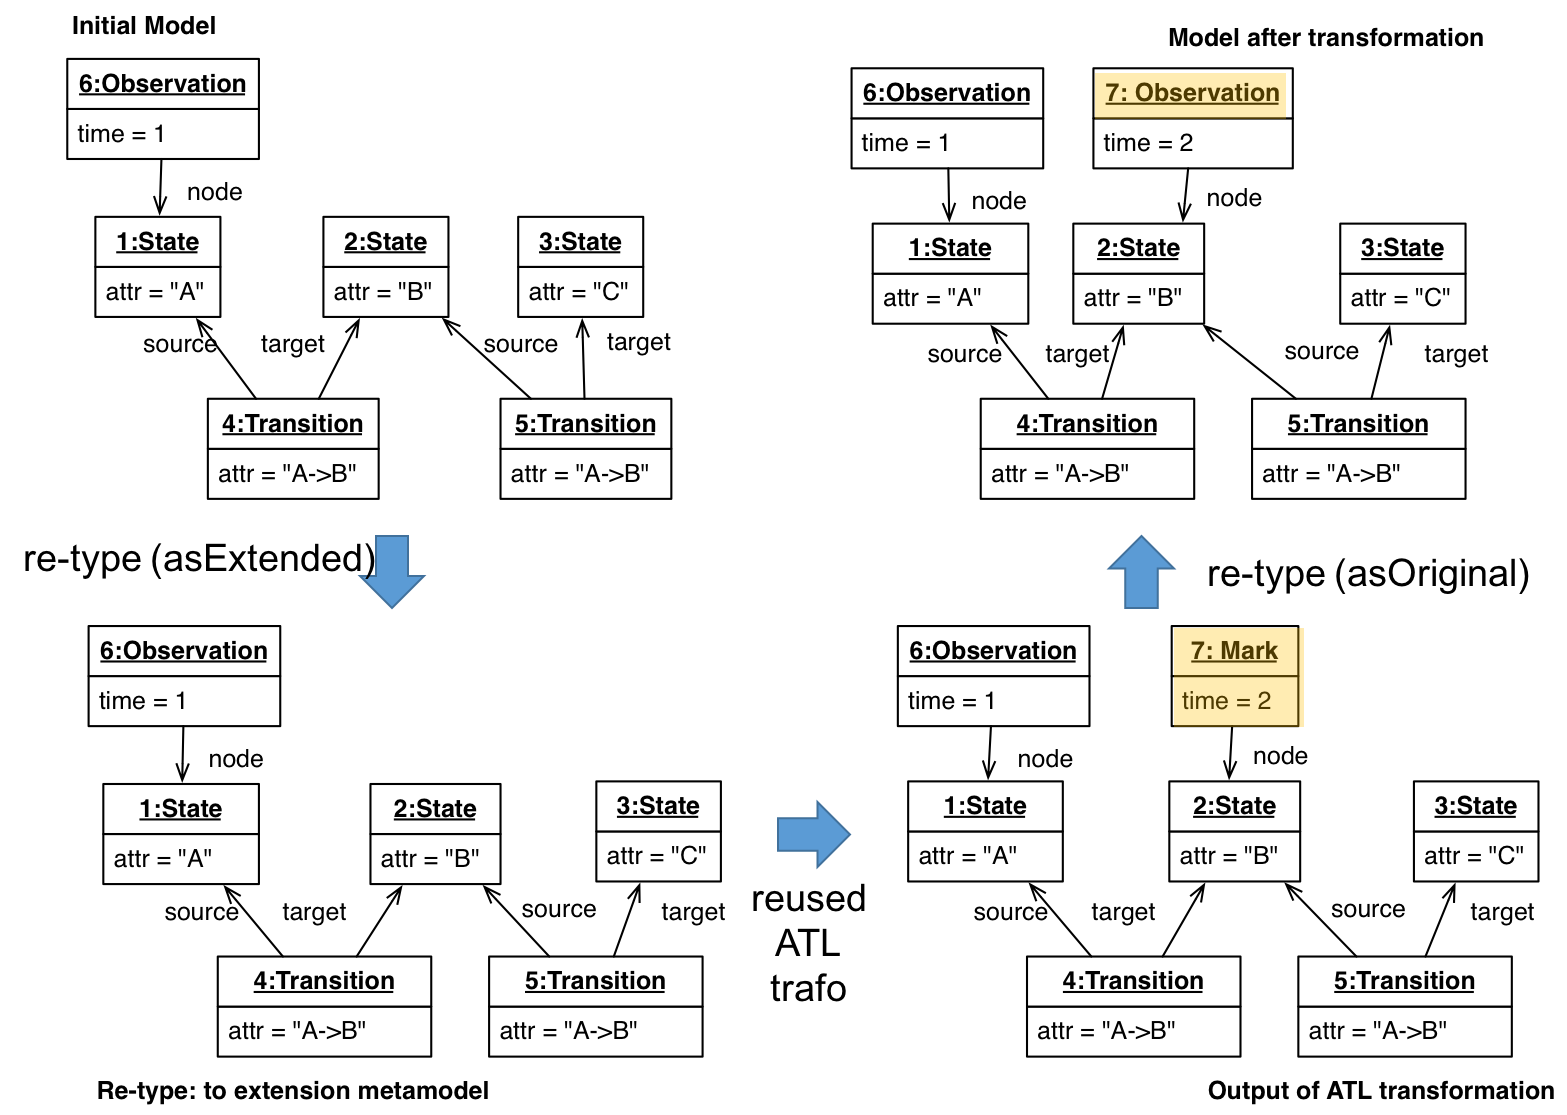 Initial Model
6:Observation
time = 1
node
1:State
attr = "A"
2:State
attr = "B"
3:State
attr = "C"
source
target
source
target
4:Transition
attr = "A->B"
5:Transition
attr = "A->B"
Model after transformation
6:Observation
time = 1
7: Observation
time = 2
node
node
1:State
attr = "A"
2:State
attr = "B"
3:State
attr = "C"
source
target
source
target
4:Transition
attr = "A->B"
5:Transition
attr = "A->B"
re-type (asExtended)
re-type (asOriginal)
6:Observation
time = 1
node
1:State
attr = "A"
2:State
attr = "B"
3:State
attr = "C"
source
target
source
target
4:Transition
attr = "A->B"
5:Transition
attr = "A->B"
Re-type: to extension metamodel
reused
ATL
trafo
6:Observation
time = 1
7: Mark
time = 2
node
node
1:State
attr = "A"
2:State
attr = "B"
3:State
attr = "C"
source
target
source
target
4:Transition
attr = "A->B"
5:Transition
attr = "A->B"
Output of ATL transformation